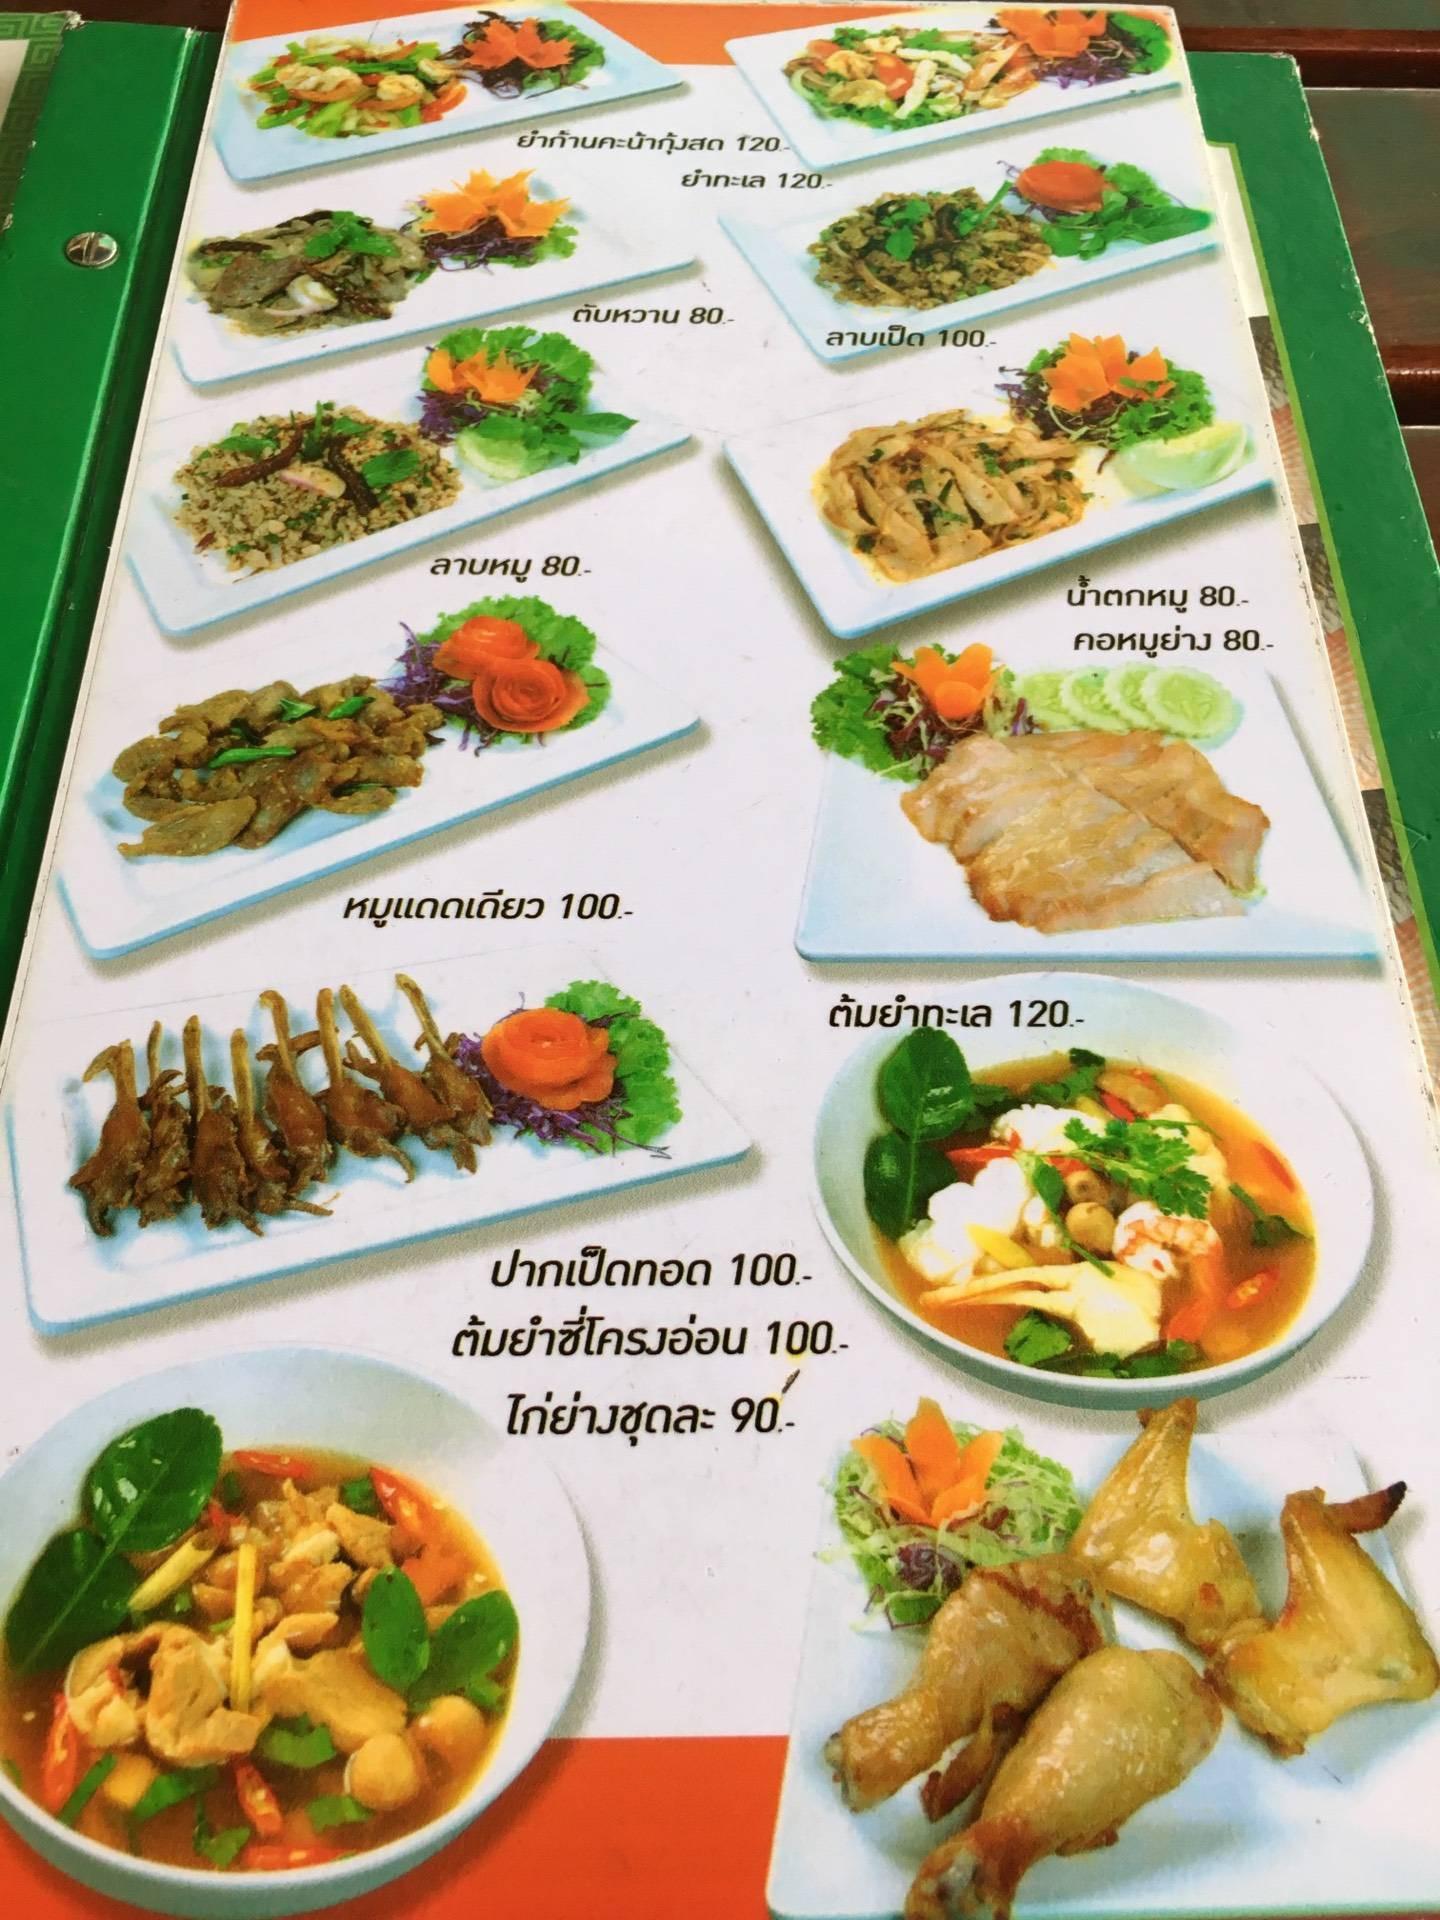 ยำก้านคะน้ากุ้งสด 120.-
ยำทะเล 120.-
ตับหวาน 80.-
ลาบเป็ด 100.-
ลาบหมู 80.-
น้ำตกหมู 80.-
คอหมูย่าง 80.-
หมูแดดเดียว 100.-
ต้มยำทะเล 120.-
ปากเป็ดทอด 100.-
ต้มยำซี่โครงอ่อน 100.-
ไก่ย่างชุดละ 90.-